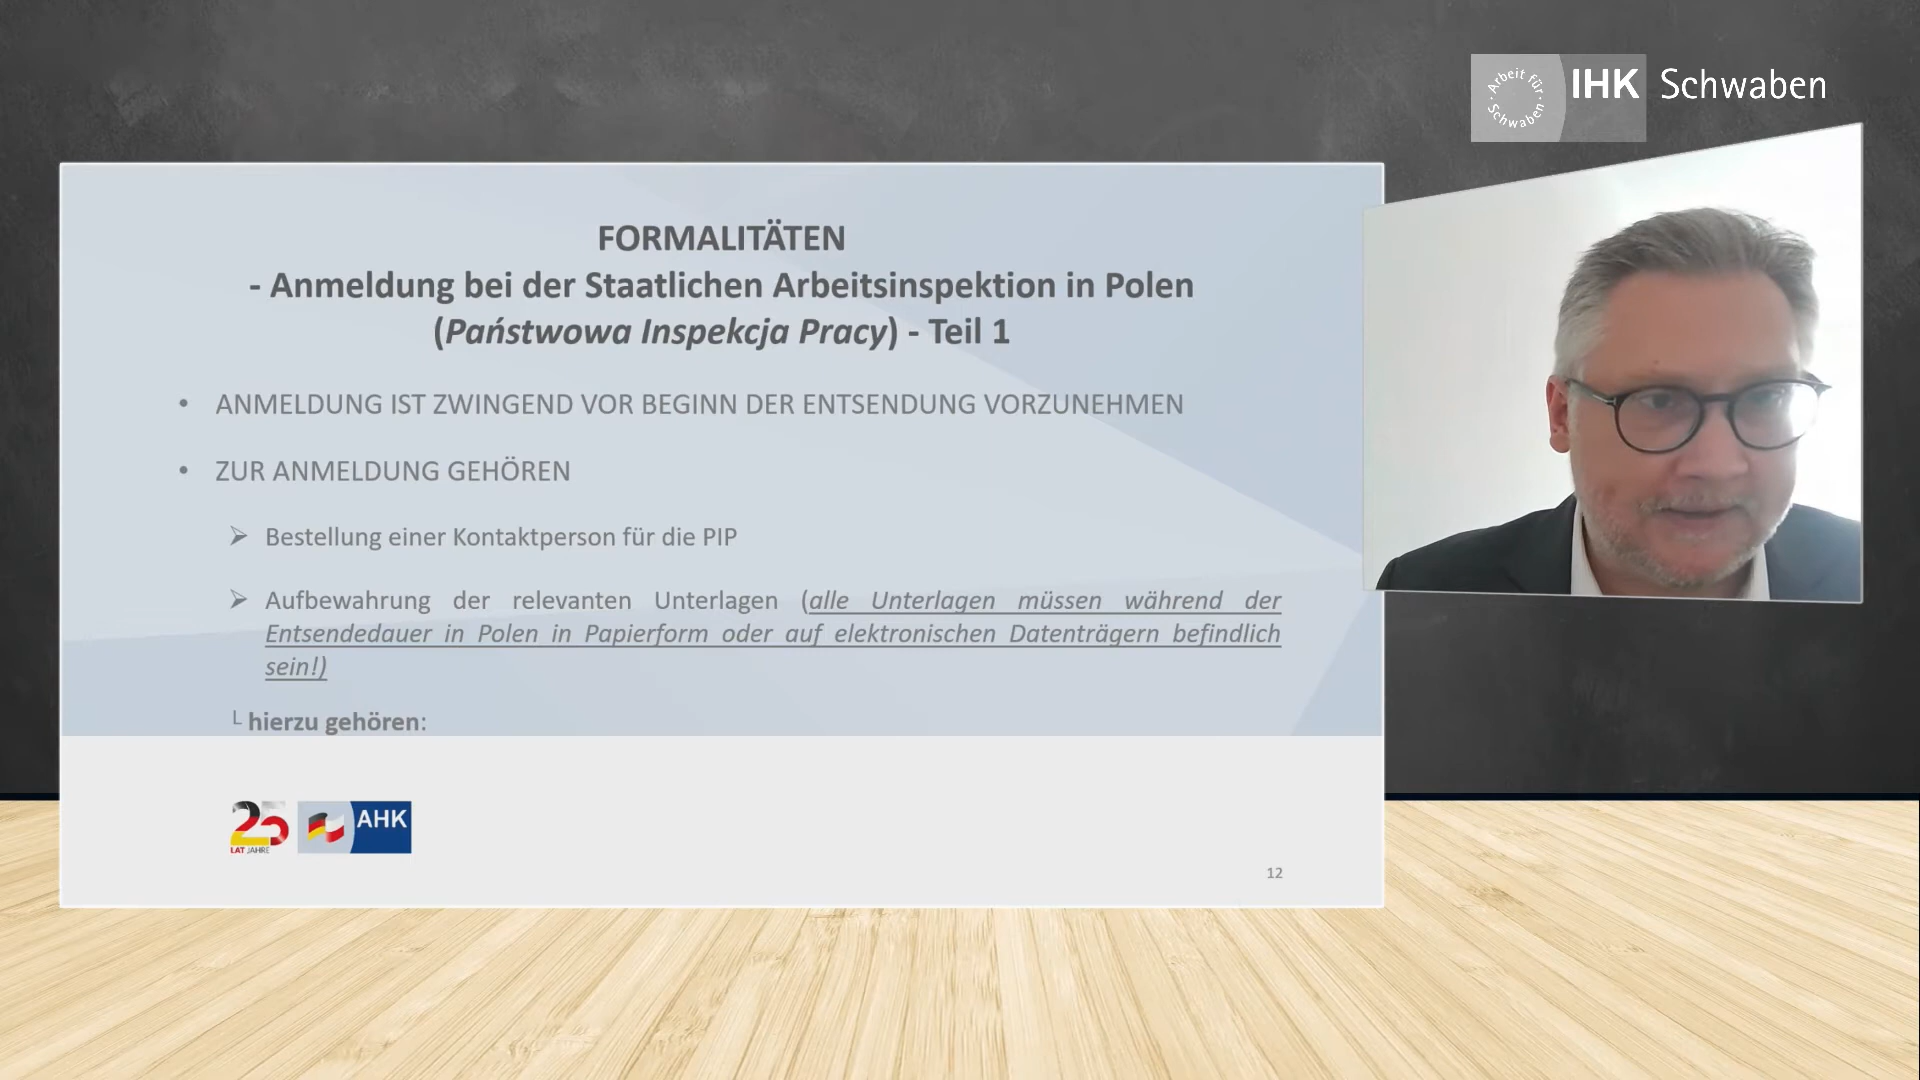 Arbeit für Schwaben
IHK Schwaben
FORMALITÄTEN
- Anmeldung bei der Staatlichen Arbeitsinspektion in Polen
(Państwowa Inspekcja Pracy) - Teil 1
• ANMELDUNG IST ZWINGEND VOR BEGINN DER ENTSENDUNG VORZUNEHMEN
• ZUR ANMELDUNG GEHÖREN
➢ Bestellung einer Kontaktperson für die PIP
➢ Aufbewahrung der relevanten Unterlagen (alle Unterlagen müssen während der
Entsendedauer in Polen in Papierform oder auf elektronischen Datenträgern befindlich
sein!)
└ hierzu gehören:
25
LAT JAHRE
AHK
12